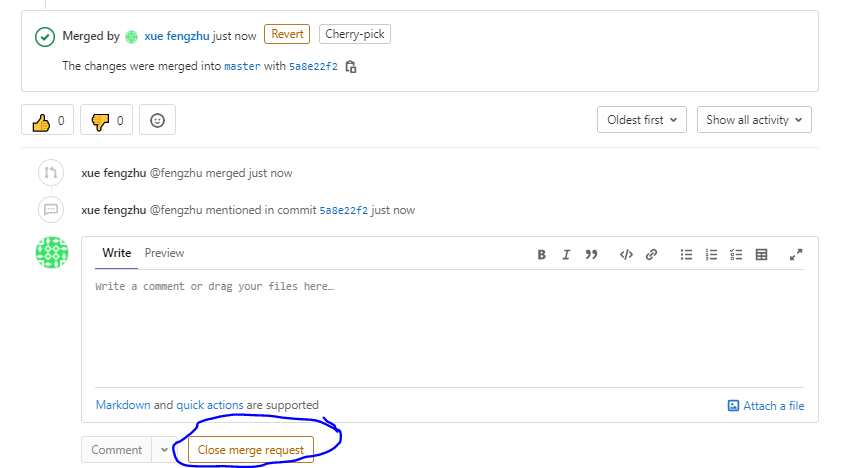 Merged by xue fengzhu just now Revert Cherry-pick
The changes were merged into master with 5a8e22f2
0 0 Oldest first Show all activity
xue fengzhu @fengzhu merged just now
xue fengzhu @fengzhu mentioned in commit 5a8e22f2 just now
Write Preview B I
Write a comment or drag your files here…
Markdown and quick actions are supported Attach a file
Comment Close merge request